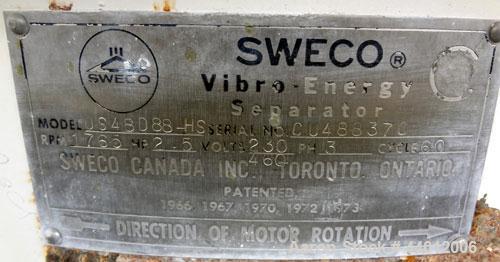 SWECO
SWECO ®
Vibro-Energy
Separator
MODEL US48D88-HS SERIAL NO. CU488370
RPM 1765 HP 2.5 VOLTS 230 PH 3 CYCLE 60
460
SWECO CANADA INC., TORONTO, ONTARIO
PATENTED
1966, 1967, 1970, 1972, 1973
DIRECTION OF MOTOR ROTATION